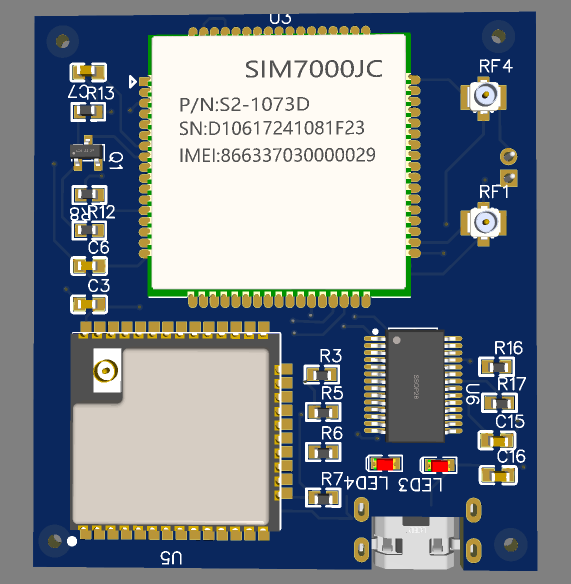 U3
SIM7000JC
P/N:S2-1073D
SN:D10617241081F23
IMEI:866337030000029
RF4
C7
R13
Q1
RF1
R8
R12
C6
C3
R3
R5
R6
R7
U6
R16
R17
C15
C16
LED4
LED3
U5